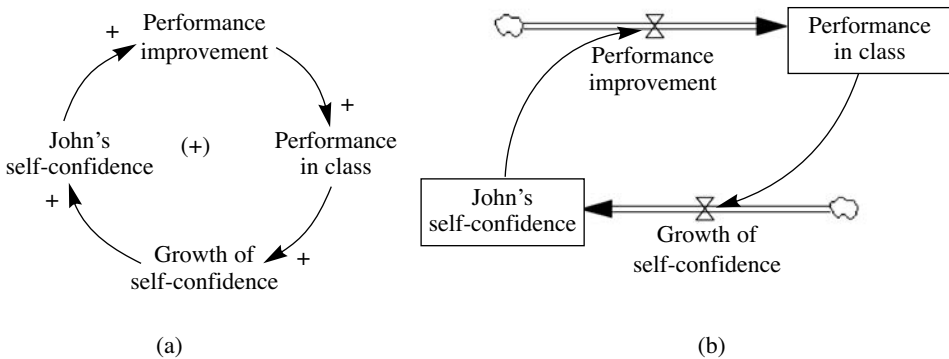 +
Performance
improvement
+
John's
self-confidence
(+)
Performance
in class
+
Growth of
self-confidence
+
(a)
Performance
improvement
Performance
in class
John's
self-confidence
Growth of
self-confidence
(b)